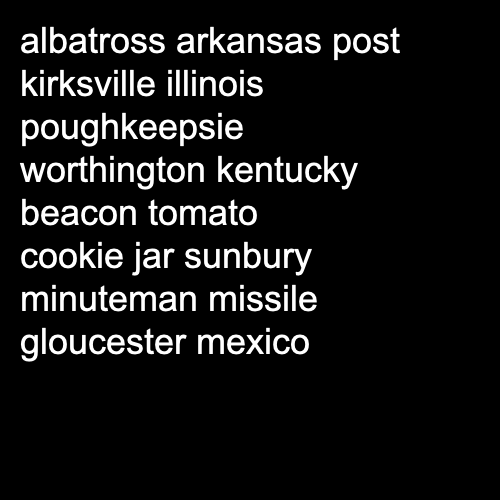 albatross arkansas post
kirksville illinois
poughkeepsie
worthington kentucky
beacon tomato
cookie jar sunbury
minuteman missile
gloucester mexico